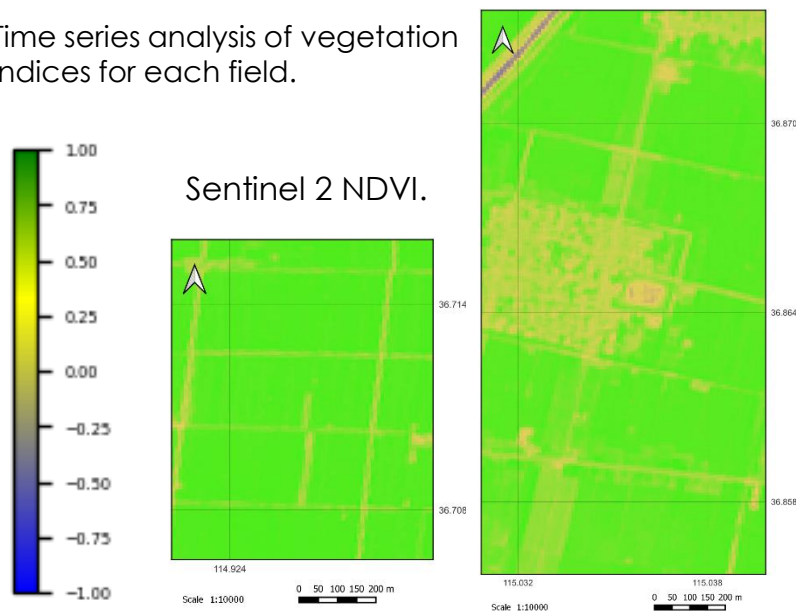 Time series analysis of vegetation
indices for each field.
Sentinel 2 NDVI.
1.00
0.75
0.50
0.25
0.00
−0.25
−0.50
−0.75
−1.00
36.714
36.708
114.924
Scale 1:10000
0 50 100 150 200 m
36.870
36.864
36.858
115.032
115.038
Scale 1:10000
0 50 100 150 200 m